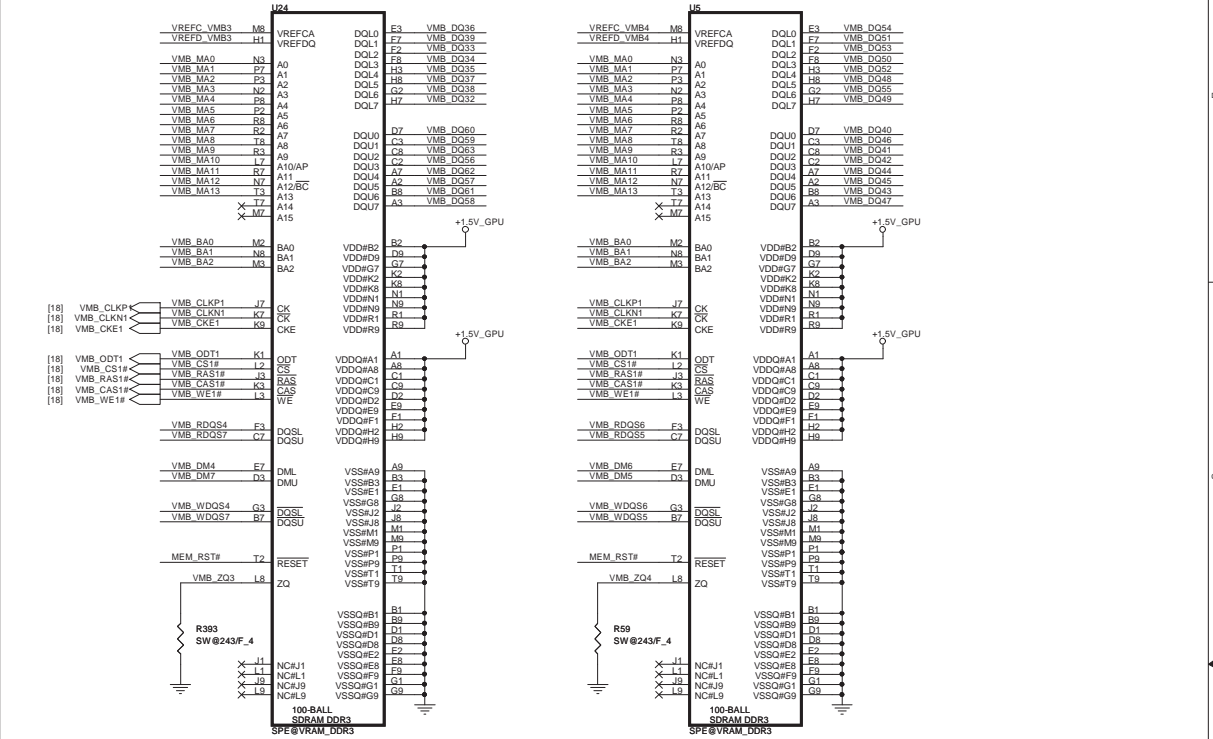 U24
VREFC_VMB3 M8 VREFCA
VREFD_VMB3 H1 VREFDQ
VMB_MA0 N3 A0
VMB_MA1 P7 A1
VMB_MA2 P3 A2
VMB_MA3 N2 A3
VMB_MA4 P8 A4
VMB_MA5 P2 A5
VMB_MA6 R8 A6
VMB_MA7 R2 A7
VMB_MA8 T8 A8
VMB_MA9 R3 A9
VMB_MA10 L7 A10/AP
VMB_MA11 R7 A11
VMB_MA12 N7 A12/BC
VMB_MA13 T3 A13
T7 A14
M7 A15
VMB_BA0 M2 BA0
VMB_BA1 N8 BA1
VMB_BA2 M3 BA2
[18] VMB_CLKP1 VMB_CLKP1 J7 CK
[18] VMB_CLKN1 VMB_CLKN1 K7 CK
[18] VMB_CKE1 VMB_CKE1 K9 CKE
[18] VMB_ODT1 VMB_ODT1 K1 ODT
[18] VMB_CS1# VMB_CS1# L2 CS
[18] VMB_RAS1# VMB_RAS1# J3 RAS
[18] VMB_CAS1# VMB_CAS1# K3 CAS
[18] VMB_WE1# VMB_WE1# L3 WE
VMB_RDQS4 F3 DQSL
VMB_RDQS7 C7 DQSU
VMB_DM4 E7 DML
VMB_DM7 D3 DMU
VMB_WDQS4 G3 DQSL
VMB_WDQS7 B7 DQSU
MEM_RST# T2 RESET
VMB_ZQ3 L8 ZQ
R393
SW@243/F_4
J1 NC#J1
L1 NC#L1
J9 NC#J9
L9 NC#L9
DQL0 E3 VMB_DQ36
DQL1 F7 VMB_DQ39
DQL2 F2 VMB_DQ33
DQL3 F8 VMB_DQ34
DQL4 H3 VMB_DQ35
DQL5 H8 VMB_DQ37
DQL6 G2 VMB_DQ38
DQL7 H7 VMB_DQ32
DQU0 D7 VMB_DQ60
DQU1 C3 VMB_DQ59
DQU2 C8 VMB_DQ63
DQU3 C2 VMB_DQ56
DQU4 A7 VMB_DQ62
DQU5 A2 VMB_DQ57
DQU6 B8 VMB_DQ61
DQU7 A3 VMB_DQ58
+1.5V_GPU
VDD#B2 B2
VDD#D9 D9
VDD#G7 G7
VDD#K2 K2
VDD#K8 K8
VDD#N1 N1
VDD#N9 N9
VDD#R1 R1
VDD#R9 R9
+1.5V_GPU
VDDQ#A1 A1
VDDQ#A8 A8
VDDQ#C1 C1
VDDQ#C9 C9
VDDQ#D2 D2
VDDQ#E9 E9
VDDQ#F1 F1
VDDQ#H2 H2
VDDQ#H9 H9
VSS#A9 A9
VSS#B3 B3
VSS#E1 E1
VSS#G8 G8
VSS#J2 J2
VSS#J8 J8
VSS#M1 M1
VSS#M9 M9
VSS#P1 P1
VSS#P9 P9
VSS#T1 T1
VSS#T9 T9
VSSQ#B1 B1
VSSQ#B9 B9
VSSQ#D1 D1
VSSQ#D8 D8
VSSQ#E2 E2
VSSQ#E8 E8
VSSQ#F9 F9
VSSQ#G1 G1
VSSQ#G9 G9
100-BALL
SDRAM DDR3
SPE@VRAM_DDR3
U5
VREFC_VMB4 M8 VREFCA
VREFD_VMB4 H1 VREFDQ
VMB_MA0 N3 A0
VMB_MA1 P7 A1
VMB_MA2 P3 A2
VMB_MA3 N2 A3
VMB_MA4 P8 A4
VMB_MA5 P2 A5
VMB_MA6 R8 A6
VMB_MA7 R2 A7
VMB_MA8 T8 A8
VMB_MA9 R3 A9
VMB_MA10 L7 A10/AP
VMB_MA11 R7 A11
VMB_MA12 N7 A12/BC
VMB_MA13 T3 A13
T7 A14
M7 A15
VMB_BA0 M2 BA0
VMB_BA1 N8 BA1
VMB_BA2 M3 BA2
VMB_CLKP1 J7 CK
VMB_CLKN1 K7 CK
VMB_CKE1 K9 CKE
VMB_ODT1 K1 ODT
VMB_CS1# L2 CS
VMB_RAS1# J3 RAS
VMB_CAS1# K3 CAS
VMB_WE1# L3 WE
VMB_RDQS6 F3 DQSL
VMB_RDQS5 C7 DQSU
VMB_DM6 E7 DML
VMB_DM5 D3 DMU
VMB_WDQS6 G3 DQSL
VMB_WDQS5 B7 DQSU
MEM_RST# T2 RESET
VMB_ZQ4 L8 ZQ
R59
SW@243/F_4
J1 NC#J1
L1 NC#L1
J9 NC#J9
L9 NC#L9
DQL0 E3 VMB_DQ54
DQL1 F7 VMB_DQ51
DQL2 F2 VMB_DQ53
DQL3 F8 VMB_DQ50
DQL4 H3 VMB_DQ52
DQL5 H8 VMB_DQ48
DQL6 G2 VMB_DQ55
DQL7 H7 VMB_DQ49
DQU0 D7 VMB_DQ40
DQU1 C3 VMB_DQ46
DQU2 C8 VMB_DQ41
DQU3 C2 VMB_DQ42
DQU4 A7 VMB_DQ44
DQU5 A2 VMB_DQ45
DQU6 B8 VMB_DQ43
DQU7 A3 VMB_DQ47
+1.5V_GPU
VDD#B2 B2
VDD#D9 D9
VDD#G7 G7
VDD#K2 K2
VDD#K8 K8
VDD#N1 N1
VDD#N9 N9
VDD#R1 R1
VDD#R9 R9
+1.5V_GPU
VDDQ#A1 A1
VDDQ#A8 A8
VDDQ#C1 C1
VDDQ#C9 C9
VDDQ#D2 D2
VDDQ#E9 E9
VDDQ#F1 F1
VDDQ#H2 H2
VDDQ#H9 H9
VSS#A9 A9
VSS#B3 B3
VSS#E1 E1
VSS#G8 G8
VSS#J2 J2
VSS#J8 J8
VSS#M1 M1
VSS#M9 M9
VSS#P1 P1
VSS#P9 P9
VSS#T1 T1
VSS#T9 T9
VSSQ#B1 B1
VSSQ#B9 B9
VSSQ#D1 D1
VSSQ#D8 D8
VSSQ#E2 E2
VSSQ#E8 E8
VSSQ#F9 F9
VSSQ#G1 G1
VSSQ#G9 G9
100-BALL
SDRAM DDR3
SPE@VRAM_DDR3